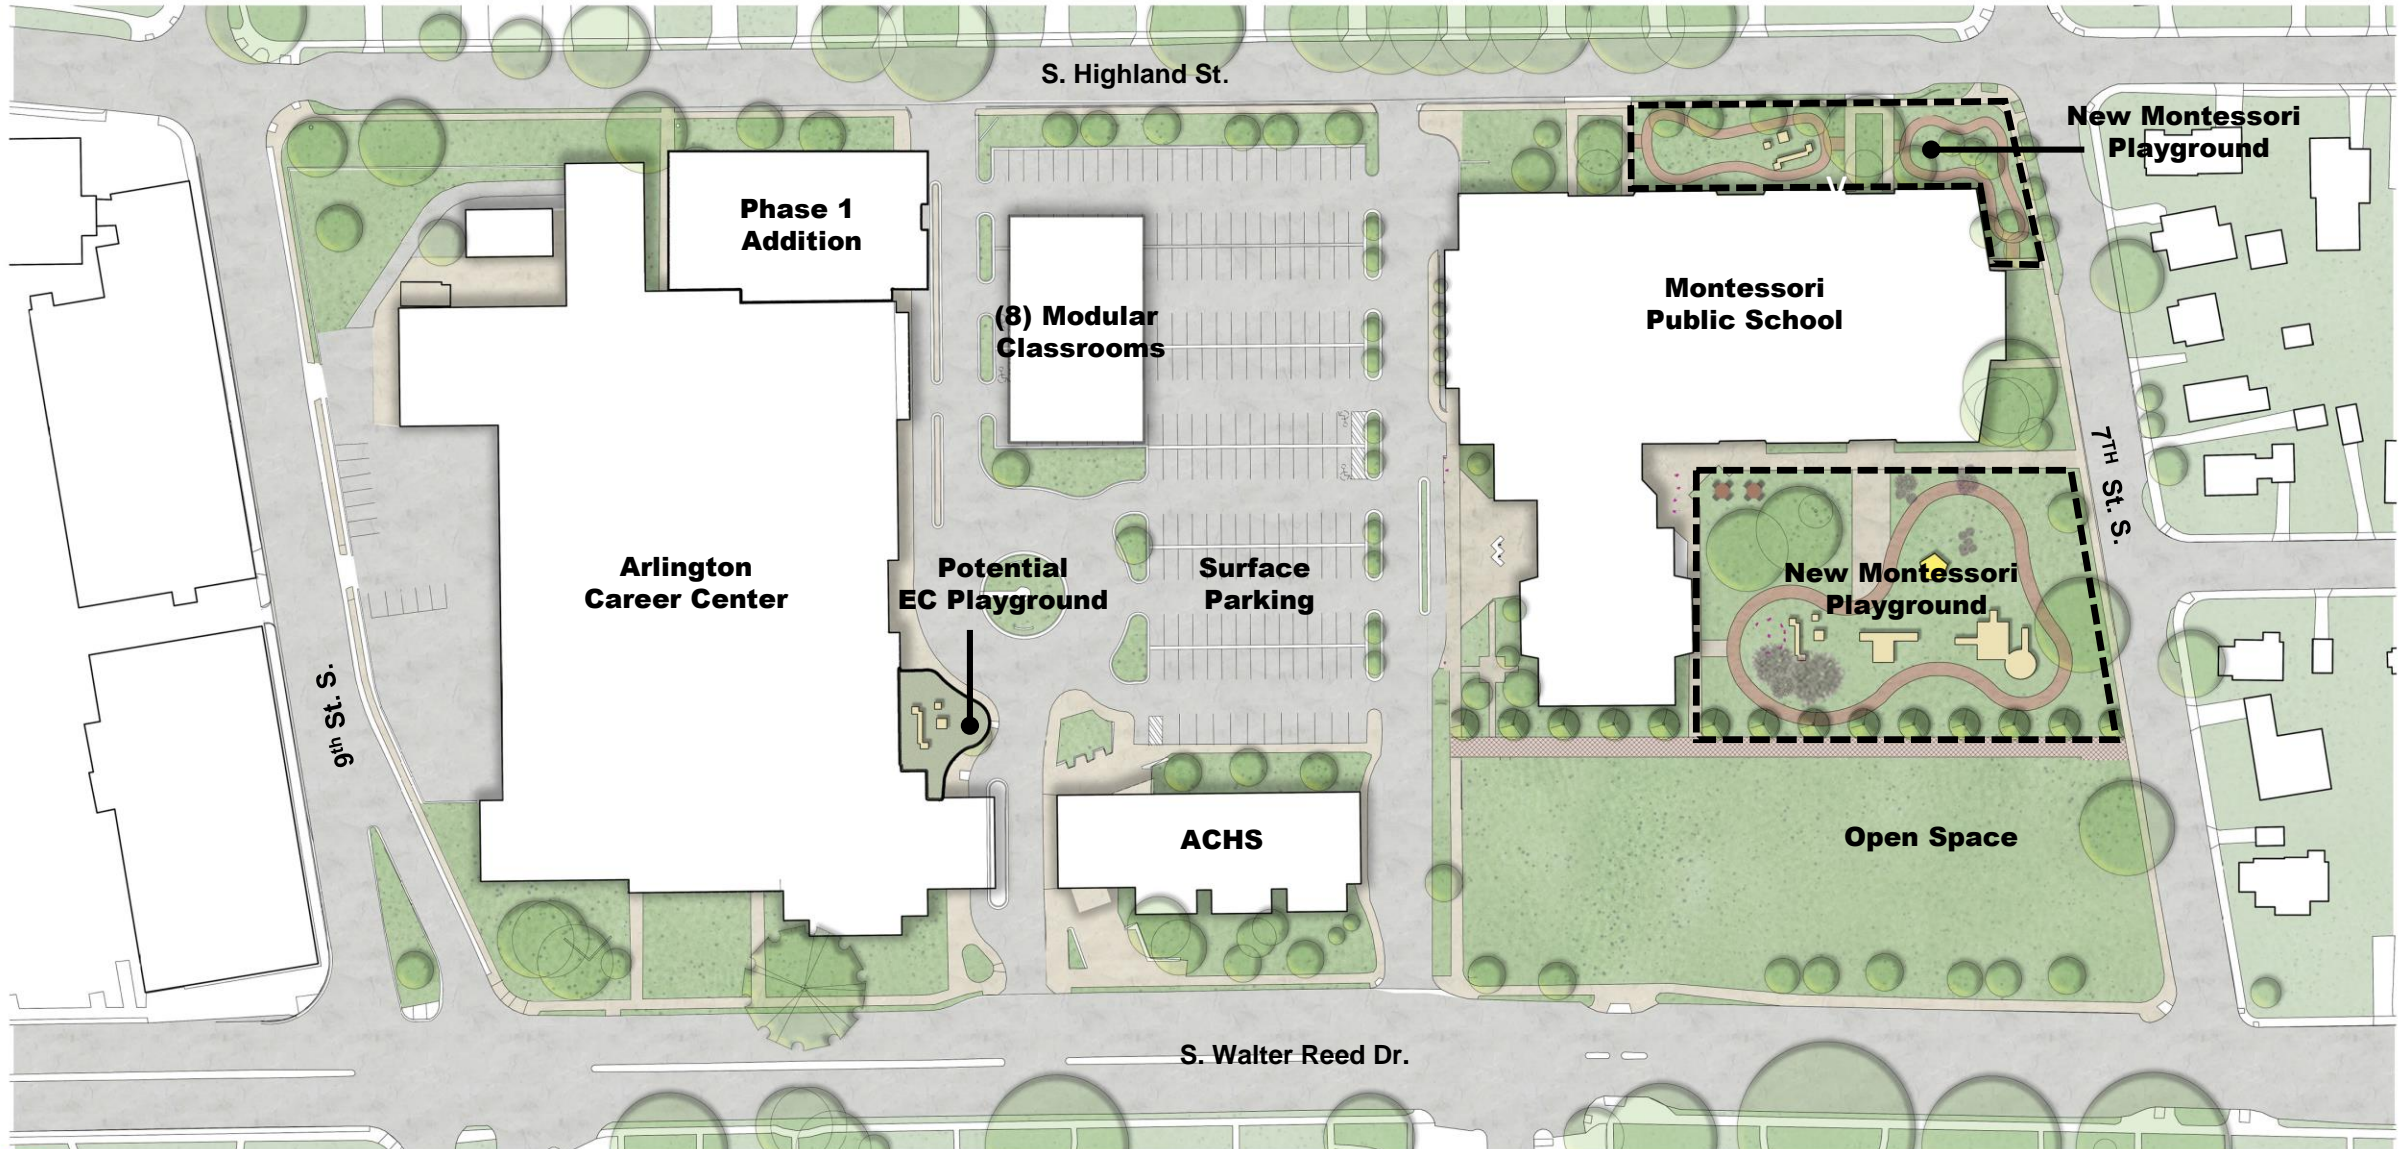 S. Highland St.
New Montessori
Playground
Phase 1
Addition
(8) Modular
Classrooms
Montessori
Public School
7TH St. S.
Arlington
Career Center
Potential
EC Playground
Surface
Parking
New Montessori
Playground
9th St. S.
ACHS
Open Space
S. Walter Reed Dr.